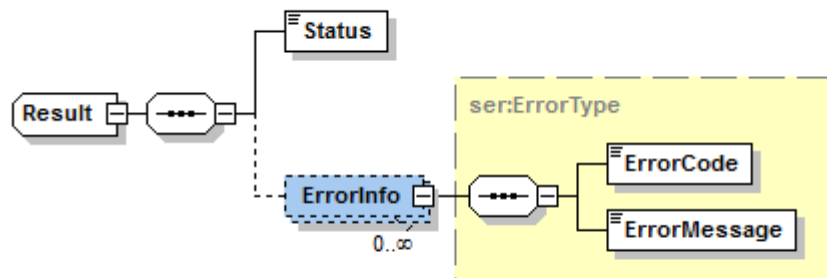 Status
Result
ser:ErrorType
ErrorCode
ErrorInfo
0..∞
ErrorMessage